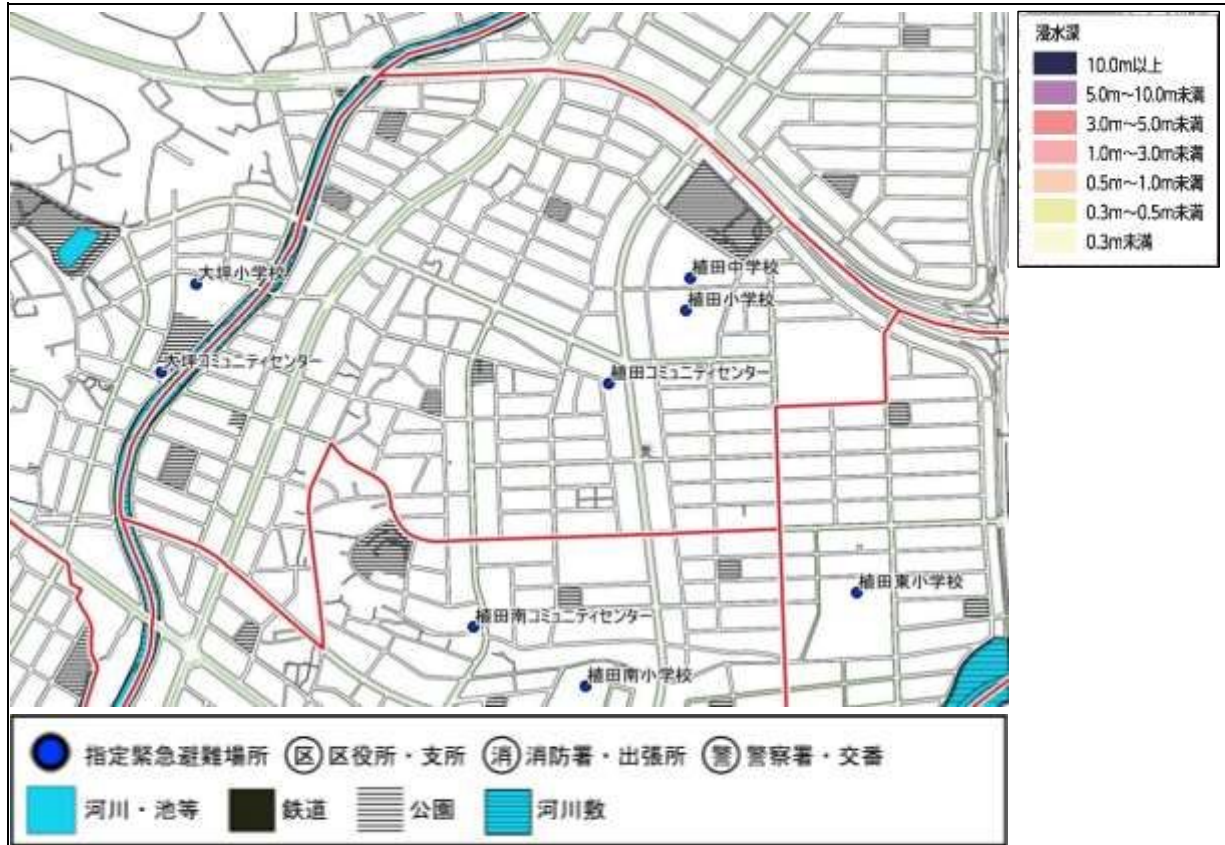 浸水深
10.0m以上
5.0m～10.0m未満
3.0m～5.0m未満
1.0m～3.0m未満
0.5m～1.0m未満
0.3m～0.5m未満
0.3m未満
大坪小学校
植田中学校
植田小学校
大坪コミュニティセンター
植田コミュニティセンター
植田東小学校
植田南コミュニティセンター
植田南小学校
指定緊急避難場所 区 区役所・支所 消 消防署・出張所 警 警察署・交番
河川・池等 鉄道 公園 河川敷